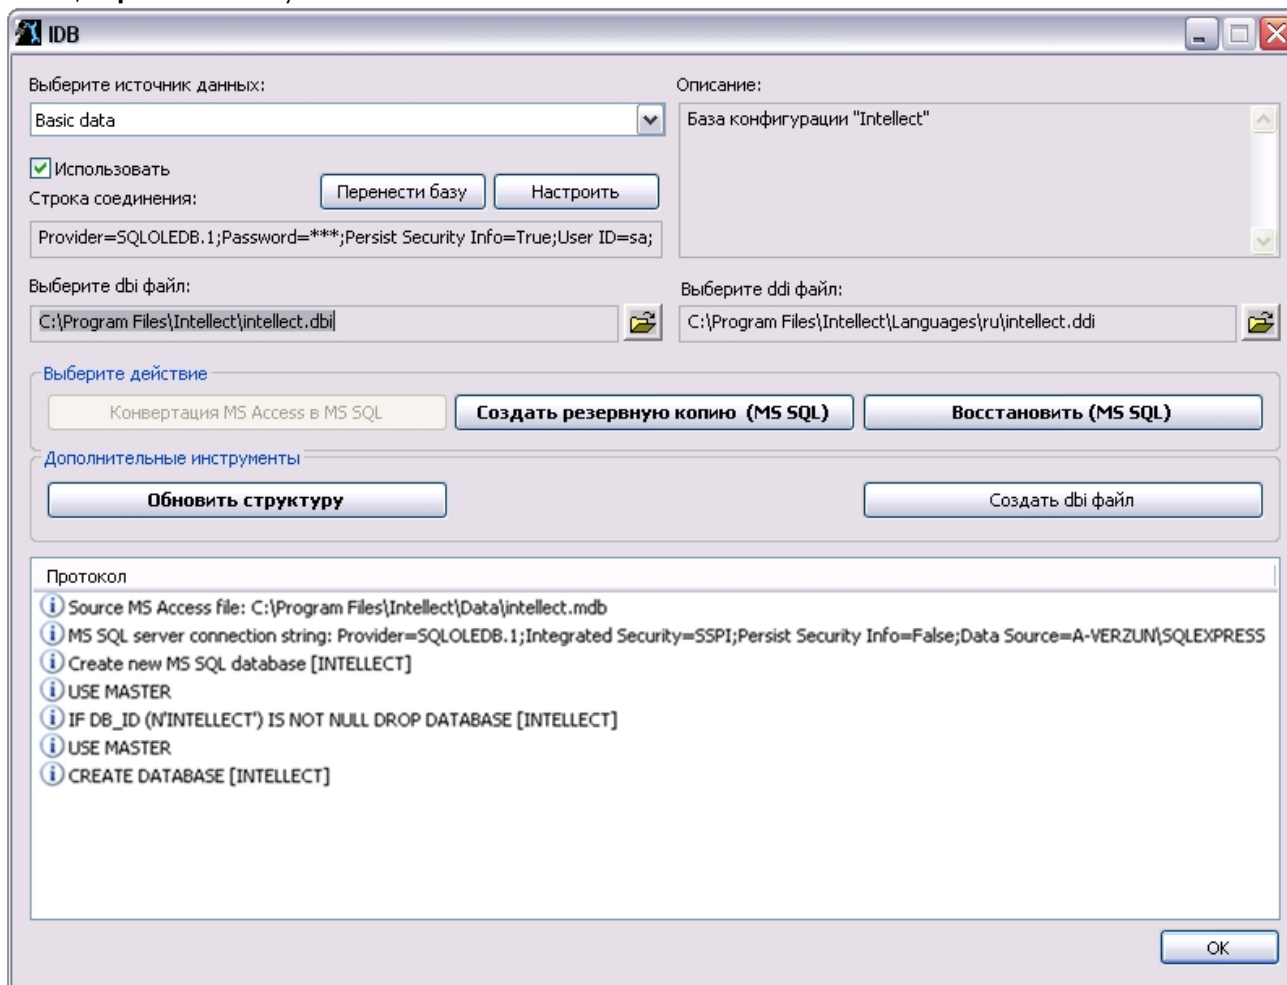 IDB
Выберите источник данных:
Описание:
Basic data
База конфигурации "Intellect"
Использовать
Строка соединения:
Перенести базу
Настроить
Provider=SQLOLEDB.1;Password=***;Persist Security Info=True;User ID=sa;
Выберите dbi файл:
Выберите ddi файл:
C:\Program Files\Intellect\intellect.dbi
C:\Program Files\Intellect\Languages\ru\intellect.ddi
Выберите действие
Конвертация MS Access в MS SQL
Создать резервную копию (MS SQL)
Восстановить (MS SQL)
Дополнительные инструменты
Обновить структуру
Создать dbi файл
Протокол
Source MS Access file: C:\Program Files\Intellect\Data\intellect.mdb
MS SQL server connection string: Provider=SQLOLEDB.1;Integrated Security=SSPI;Persist Security Info=False;Data Source=A-VERZUN\SQLEXPRESS
Create new MS SQL database [INTELLECT]
USE MASTER
IF DB_ID (N'INTELLECT') IS NOT NULL DROP DATABASE [INTELLECT]
USE MASTER
CREATE DATABASE [INTELLECT]
OK